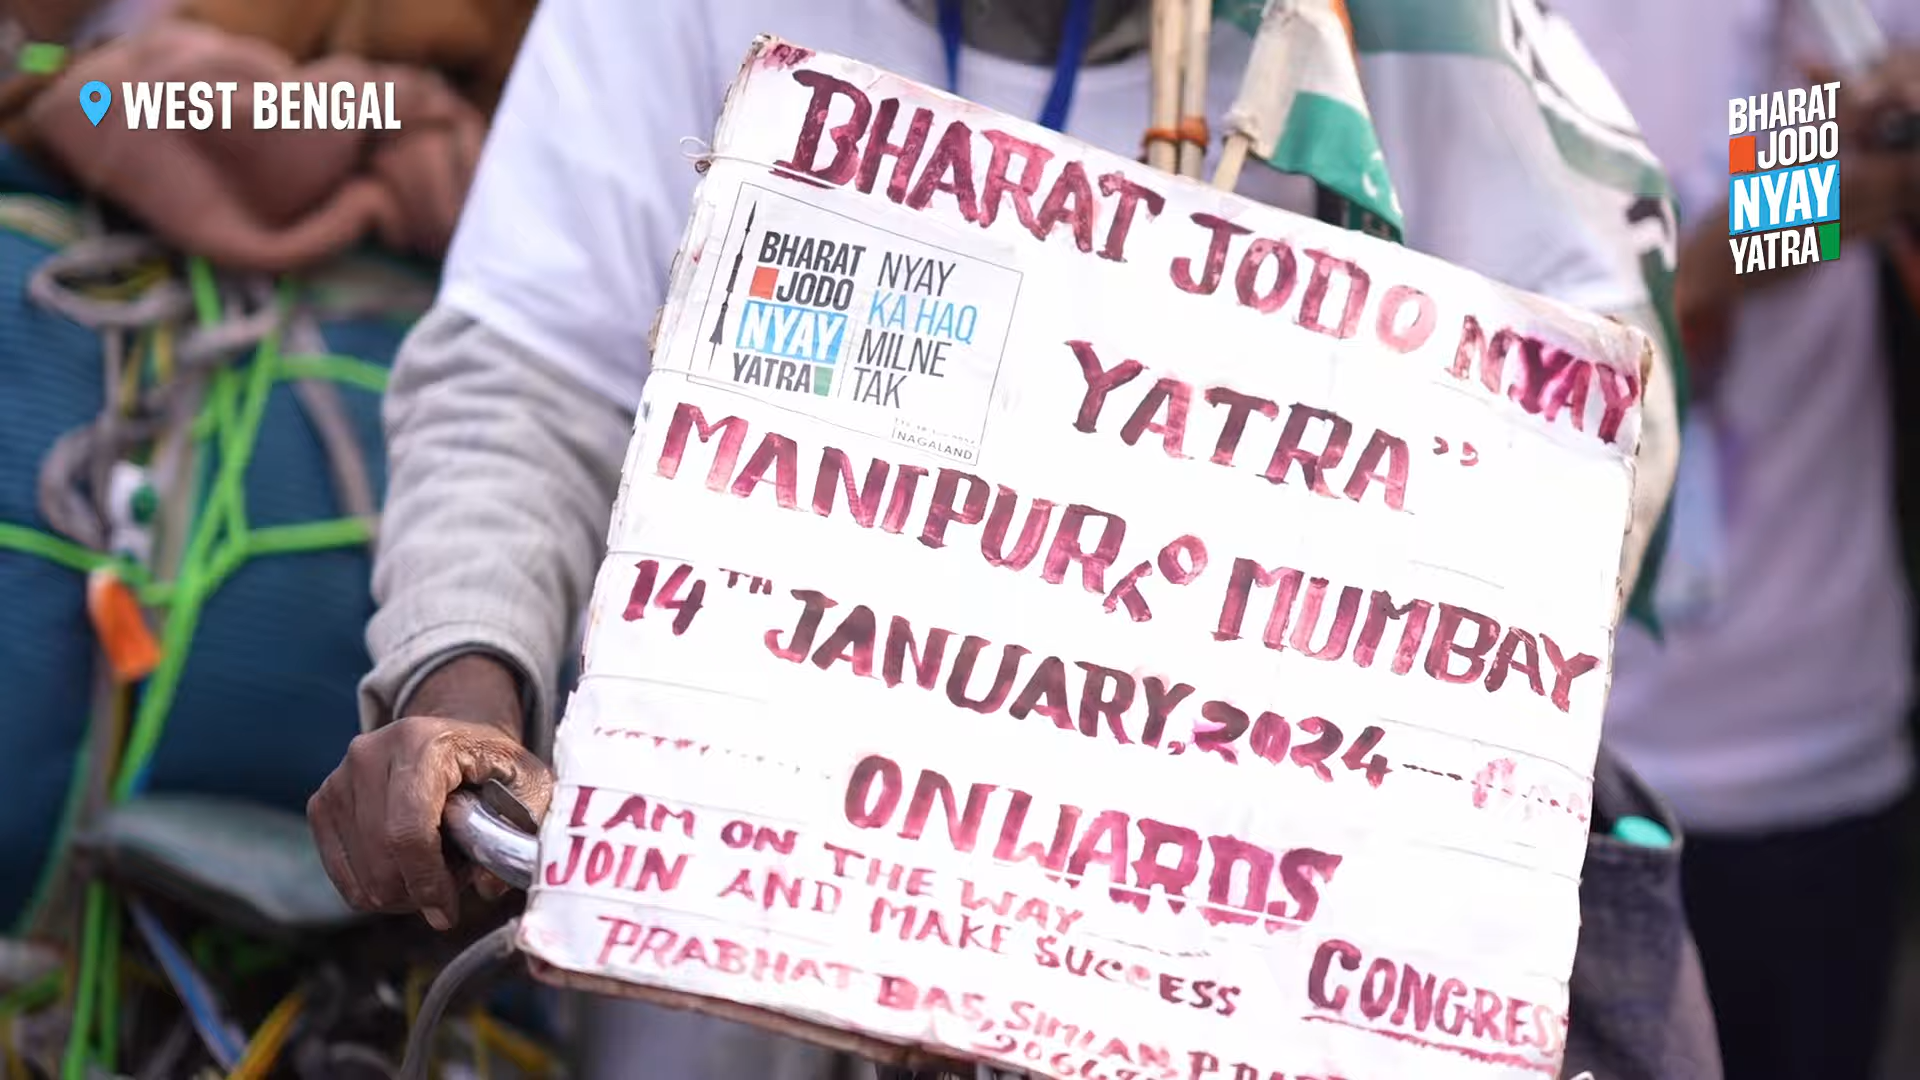 WEST BENGAL
BHARAT
JODO
NYAY
YATRA
BHARAT JODO NYAY
YATRA”
BHARAT
JODO
NYAY
YATRA
NYAY
KA HAQ
MILNE
TAK
NAGALAND
MANIPUR to MUMBAY
14TH JANUARY, 2024
ONWARDS
I AM ON THE WAY
JOIN AND MAKE SUCCESS
CONGRESS
PRABHAT DAS,